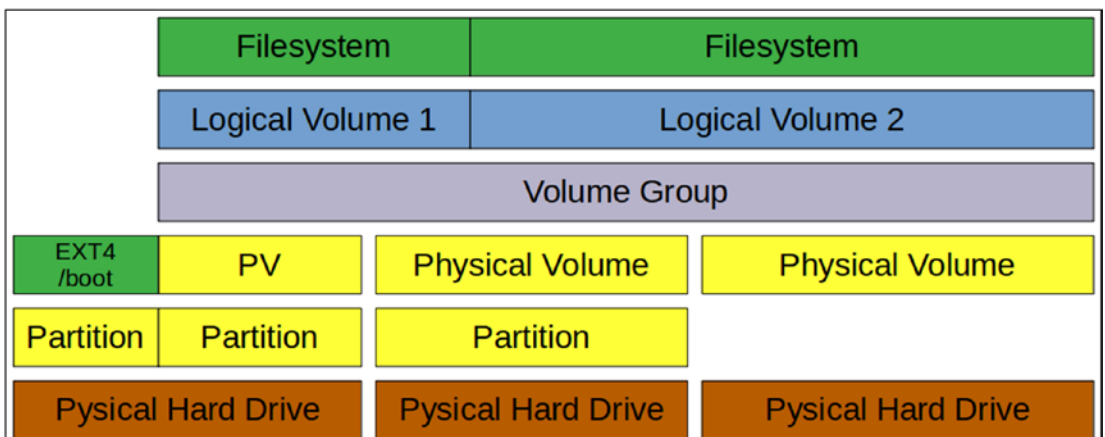 Filesystem
Filesystem
Logical Volume 1
Logical Volume 2
Volume Group
EXT4
/boot
PV
Physical Volume
Physical Volume
Partition
Partition
Partition
Pysical Hard Drive
Pysical Hard Drive
Pysical Hard Drive